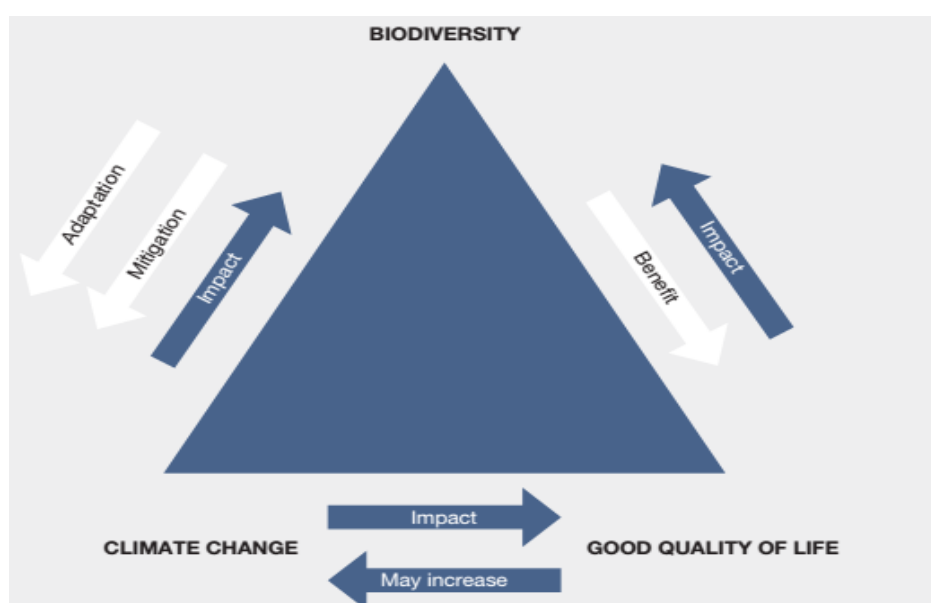 BIODIVERSITY
Adaptation
Mitigation
Impact
Benefit
Impact
Impact
CLIMATE CHANGE
GOOD QUALITY OF LIFE
May increase